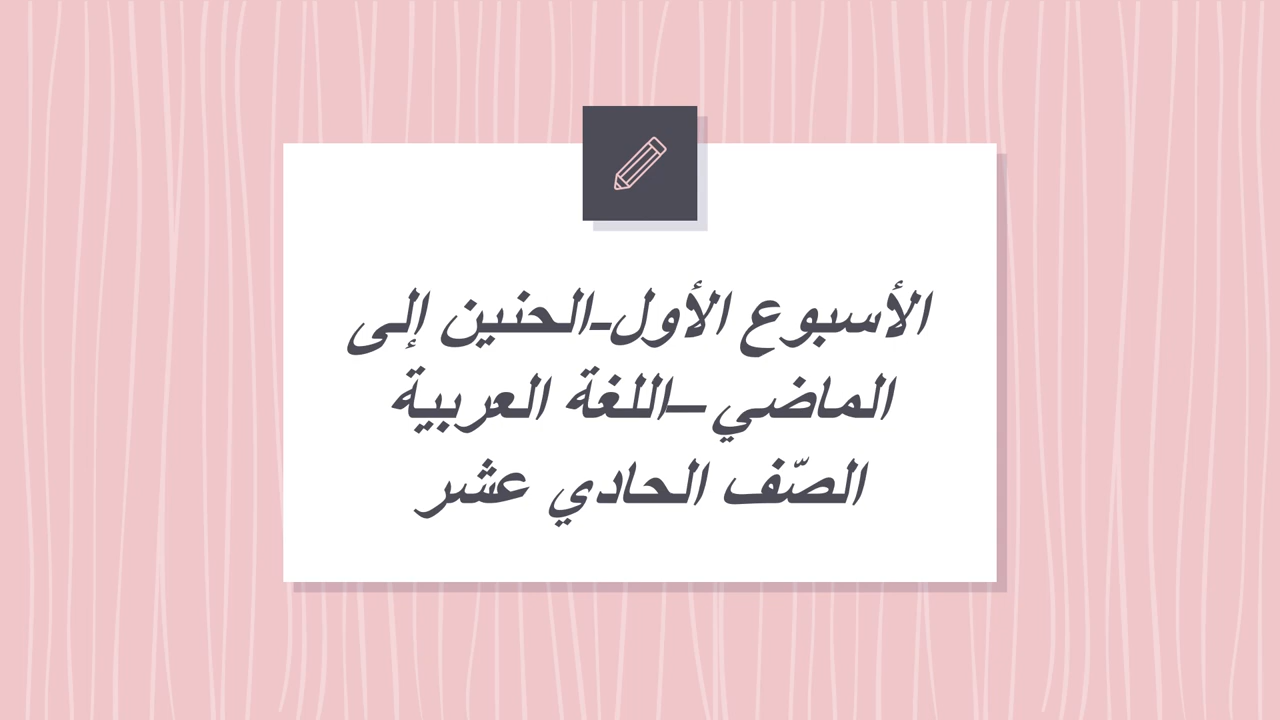 الأسبوع الأول-الحنين إلى
الماضي –اللغة العربية
الصّف الحادي عشر